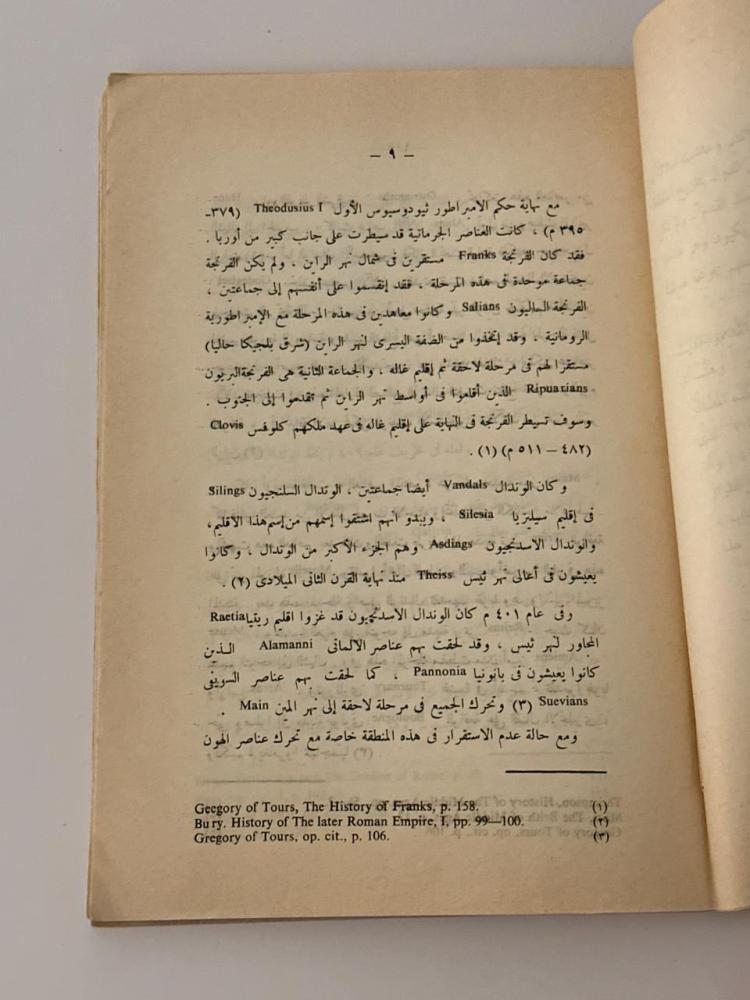 — ٩ —
مع نهاية حكم الامبراطور ثيودوسيوس الأول Theodusius I (٣٧٩ـ
٣٩٥ م) ، كانت العناصر الجرمانية قد سيطرت على جانب كبير من أوربا .
فقد كان الفرنجة Franks مستقرين فى شمال نهر الراين . ولم يكن الفرنجة
جماعة موحدة فى هذه المرحلة ، فقد إنقسموا على أنفسهم إلى جماعتين ،
الفرنجة الساليون Salians وكانوا معاهدين فى هذه المرحلة مع الإمبراطورية
الرومانية . وقد إتخذوا من الضفة اليسرى لنهر الراين (شرق بلجيكا حاليا)
مستقرا لهم فى مرحلة لاحقة ثم إقليم غاله ، والجماعة الثانية هى الفرنجة البريون
Ripuarians الذين أقاموا فى أواسط نهر الراين ثم تقدموا إلى الجنوب .
وسوف تسيطر الفرنجة فى النهاية على إقليم غاله فى عهد ملكهم كلوفس Clovis
(٤٨٢ – ٥١١ م) (١) .
وكان الوندال Vandals أيضا جماعتين ، الوندال السلنجيون Silings
فى إقليم سيليزيا Silesia ، ويبدو أنهم اشتقوا إسمهم من إسم هذا الاقليم ،
والوندال الاسدنجيون Asdings وهم الجزء الأكبر من الوندال ، وكانوا
يعيشون فى أعالى نهر ثيس Theiss منذ نهاية القرن الثانى الميلادى (٢) .
وفى عام ٤٠١ م كان الوندال الاسدنجيون قد غزوا اقليم ريتيا Raetia
المجاور لنهر ثيس ، وقد لحقت بهم عناصر الآلمانى Alamanni الـذين
كانوا يعيشون فى بانونيا Pannonia ، كما لحقت بهم عناصر السويفى
Suevians (٣) وتحرك الجميع فى مرحلة لاحقة إلى نهر المين Main .
ومع حالة عدم الاستقرار فى هذه المنطقة خاصة مع تحرك عناصر الهون
(١) Geegory of Tours, The History of Franks, p. 158.
(٢) Bury. History of The later Roman Empire, I, pp. 99—100.
(٣) Gregory of Tours, op. cit., p. 106.